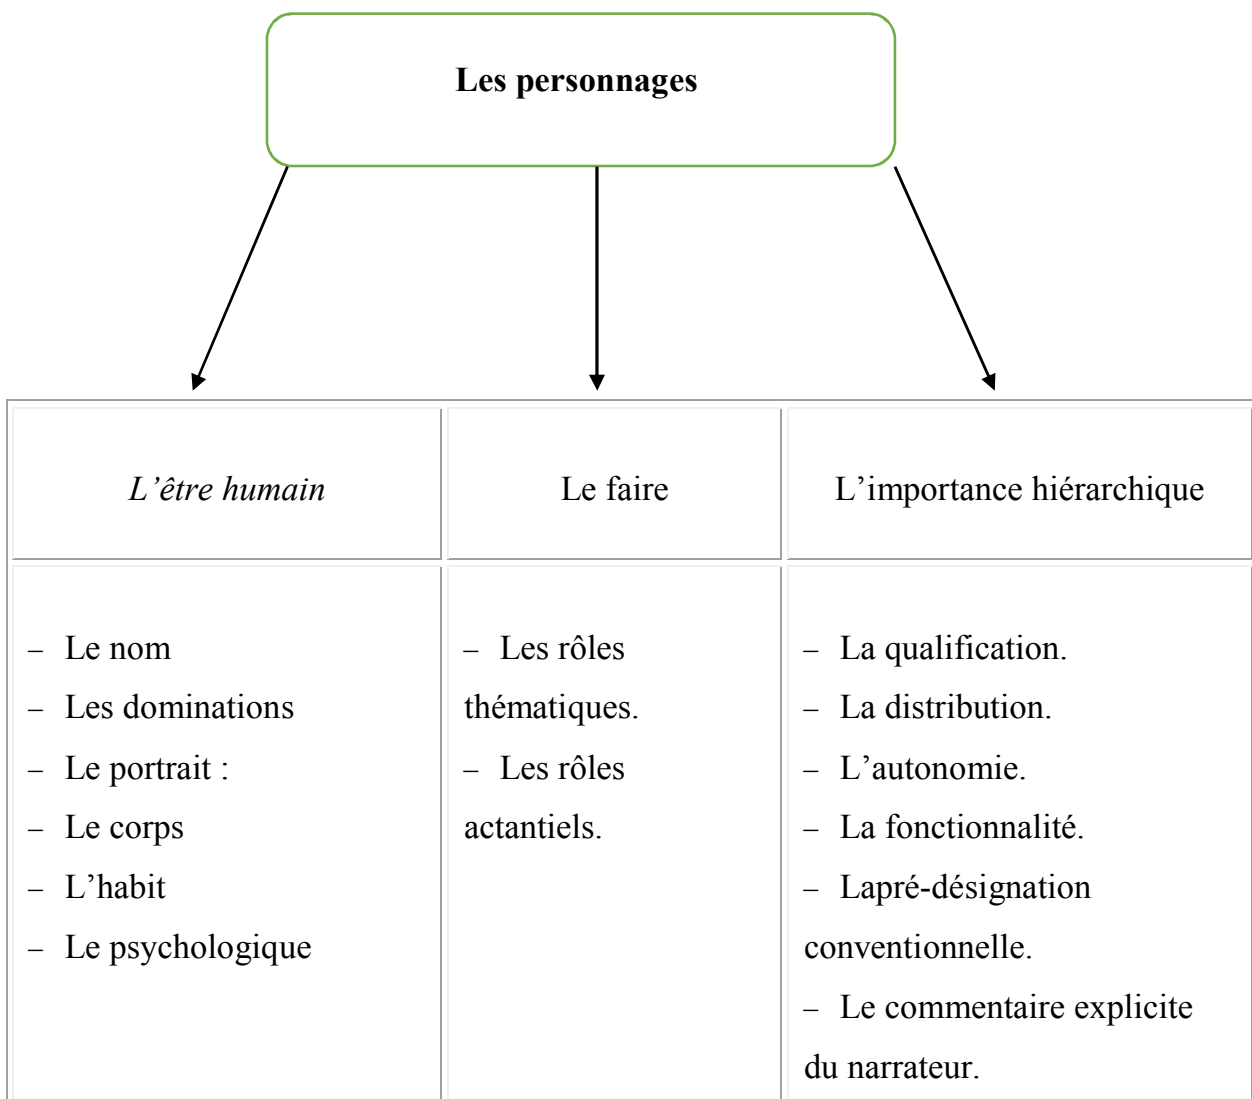 Les personnages
L’être humain
Le faire
L’importance hiérarchique
– Le nom
– Les dominations
– Le portrait :
– Le corps
– L’habit
– Le psychologique
– Les rôles
thématiques.
– Les rôles
actantiels.
– La qualification.
– La distribution.
– L’autonomie.
– La fonctionnalité.
– Lapré-désignation
conventionnelle.
– Le commentaire explicite
du narrateur.